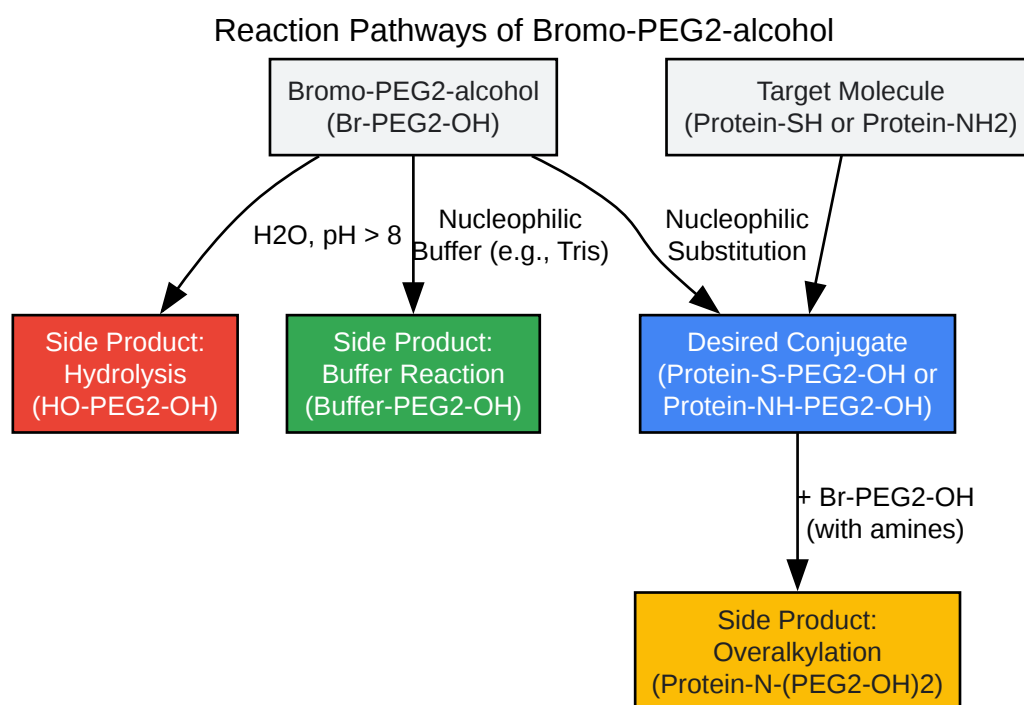 Reaction Pathways of Bromo-PEG2-alcohol
Bromo-PEG2-alcohol
(Br-PEG2-OH)
Target Molecule
(Protein-SH or Protein-NH2)
H2O, pH > 8
Nucleophilic
Buffer (e.g., Tris)
Nucleophilic
Substitution
Side Product:
Hydrolysis
(HO-PEG2-OH)
Side Product:
Buffer Reaction
(Buffer-PEG2-OH)
Desired Conjugate
(Protein-S-PEG2-OH or
Protein-NH-PEG2-OH)
+ Br-PEG2-OH
(with amines)
Side Product:
Overalkylation
(Protein-N-(PEG2-OH)2)